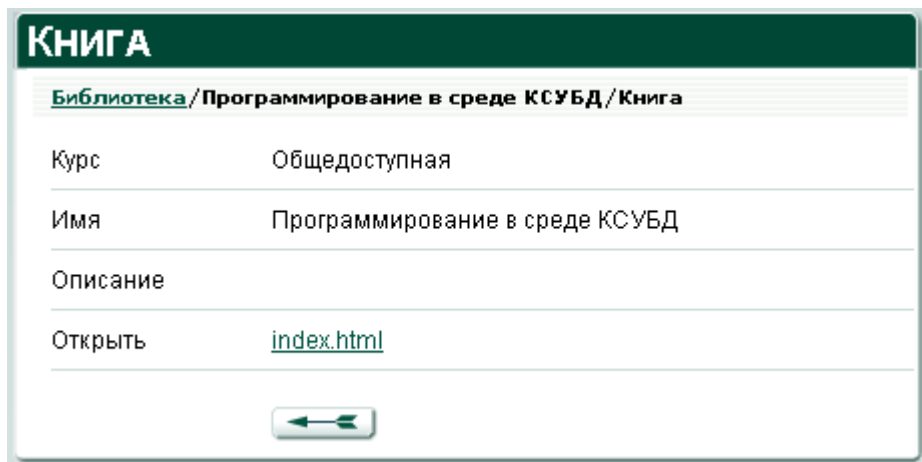 Книга
Библиотека/Программирование в среде КСУБД/Книга
Курс Общедоступная
Имя Программирование в среде КСУБД
Описание
Открыть index.html